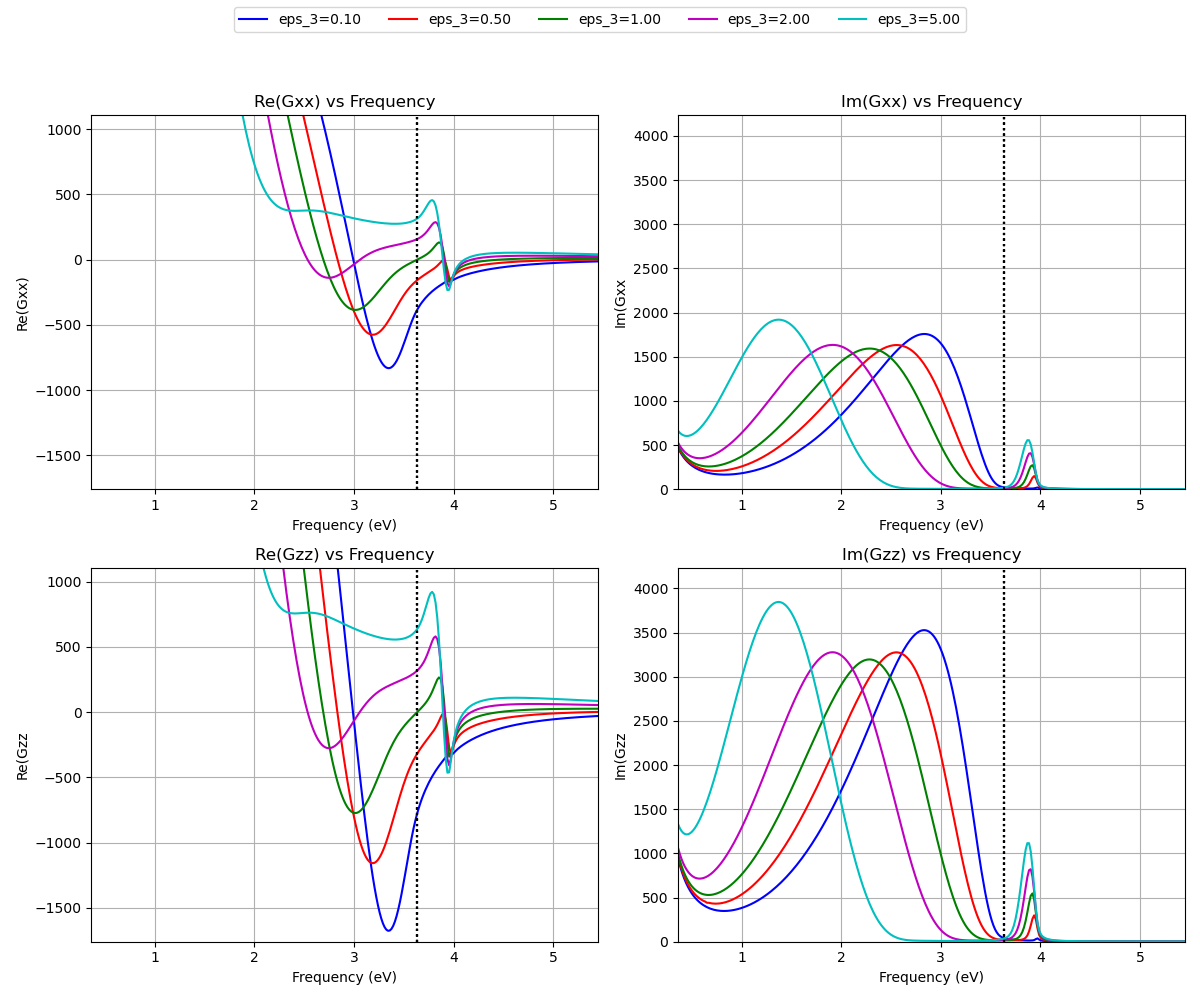 eps_3=0.10 eps_3=0.50 eps_3=1.00 eps_3=2.00 eps_3=5.00
Re(Gxx) vs Frequency
1000
500
0
−500
−1000
−1500
Re(Gxx)
1 2 3 4 5
Frequency (eV)
Im(Gxx) vs Frequency
4000
3500
3000
2500
2000
1500
1000
500
0
Im(Gxx
1 2 3 4 5
Frequency (eV)
Re(Gzz) vs Frequency
1000
500
0
−500
−1000
−1500
Re(Gzz
1 2 3 4 5
Frequency (eV)
Im(Gzz) vs Frequency
4000
3500
3000
2500
2000
1500
1000
500
0
Im(Gzz
1 2 3 4 5
Frequency (eV)